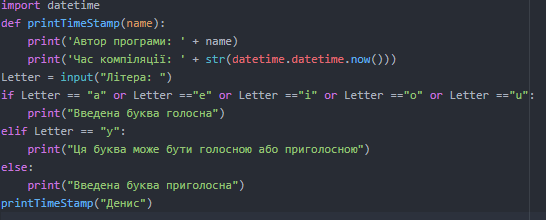 import datetime
def printTimeStamp(name):
    print('Автор програми: ' + name)
    print('Час компіляції: ' + str(datetime.datetime.now()))
Letter = input("Літера: ")
if Letter == "a" or Letter =="e" or Letter =="i" or Letter =="o" or Letter =="u":
    print("Введена буква голосна")
elif Letter == "y":
    print("Ця буква може бути голосною або приголосною")
else:
    print("Введена буква приголосна")
printTimeStamp("Денис")